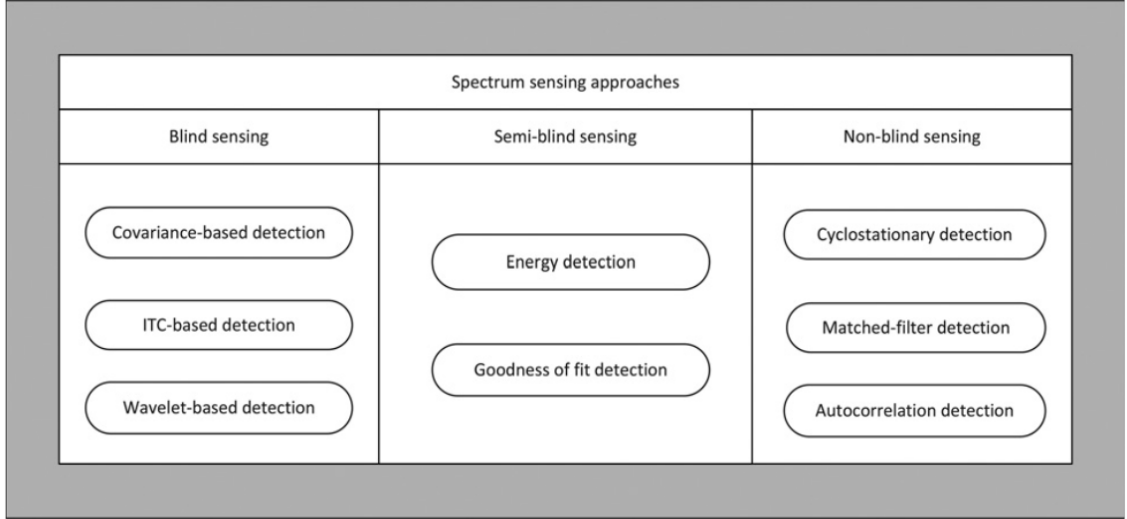 Spectrum sensing approaches
Blind sensing
Semi-blind sensing
Non-blind sensing
Covariance-based detection
ITC-based detection
Wavelet-based detection
Energy detection
Goodness of fit detection
Cyclostationary detection
Matched-filter detection
Autocorrelation detection